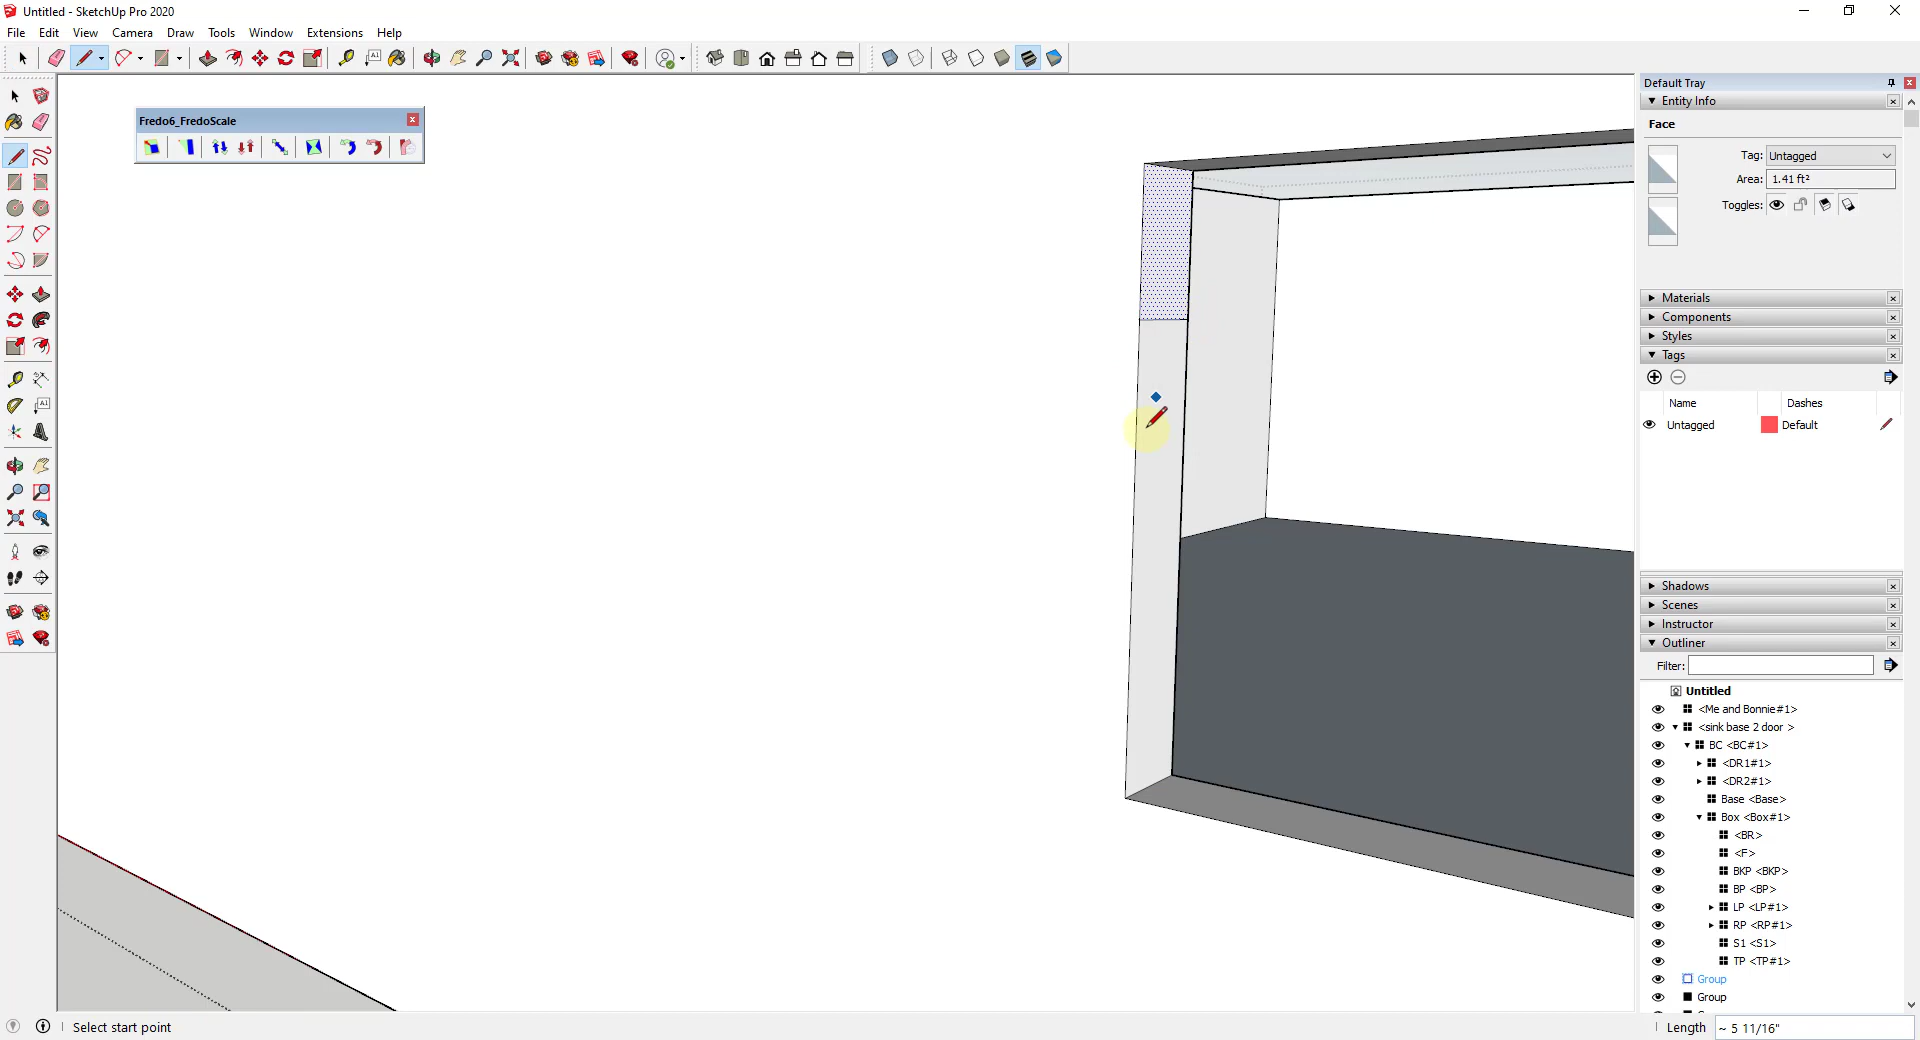 Untitled - SketchUp Pro 2020
File Edit View Camera Draw Tools Window Extensions Help
Default Tray
Entity Info
Face
Tag: Untagged
Area: 1.41 ft²
Toggles:
Fredo6_FredoScale
Materials
Components
Styles
Tags
Name Dashes
Untagged Default
Shadows
Scenes
Instructor
Outliner
Filter:
Untitled
<Me and Bonnie#1>
<sink base 2 door >
BC <BC#1>
<DR1#1>
<DR2#1>
Base <Base>
Box <Box#1>
<BR>
<F>
BKP <BKP>
BP <BP>
LP <LP#1>
RP <RP#1>
S1 <S1>
TP <TP#1>
Group
Group
Select start point
Length ~ 5 11/16"